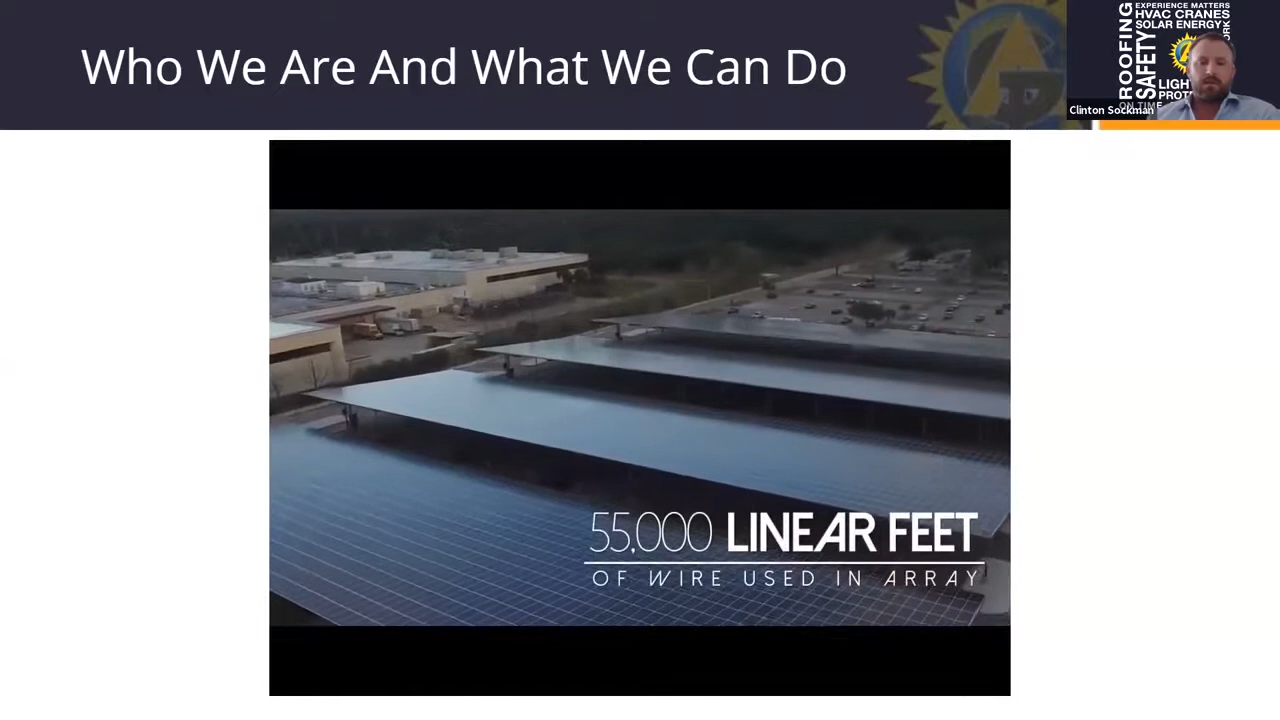 Who We Are And What We Can Do
EXPERIENCE MATTERS
HVAC CRANES
SOLAR ENERGY
ROOFING
SAFETY
Clinton Sockman
55,000 LINEAR FEET
OF WIRE USED IN ARRAY